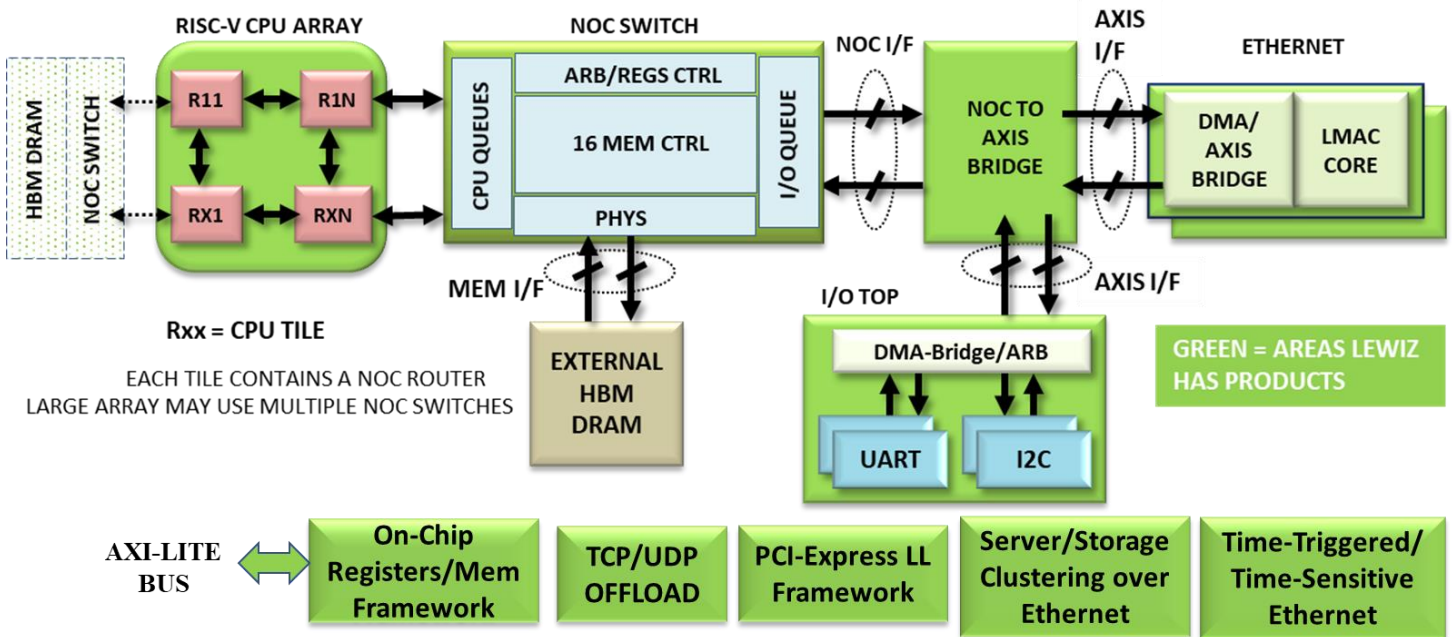 RISC-V CPU ARRAY
NOC SWITCH
AXIS
I/F
ETHERNET
NOC I/F
HBM DRAM
NOC SWITCH
R11
R1N
RX1
RXN
CPU QUEUES
ARB/REGS CTRL
16 MEM CTRL
PHYS
I/O QUEUE
NOC TO
AXIS
BRIDGE
DMA/
AXIS
BRIDGE
LMAC
CORE
MEM I/F
AXIS I/F
I/O TOP
Rxx = CPU TILE
EACH TILE CONTAINS A NOC ROUTER
LARGE ARRAY MAY USE MULTIPLE NOC SWITCHES
EXTERNAL
HBM
DRAM
DMA-Bridge/ARB
UART
I2C
GREEN = AREAS LEWIZ
HAS PRODUCTS
AXI-LITE
BUS
On-Chip
Registers/Mem
Framework
TCP/UDP
OFFLOAD
PCI-Express LL
Framework
Server/Storage
Clustering over
Ethernet
Time-Triggered/
Time-Sensitive
Ethernet